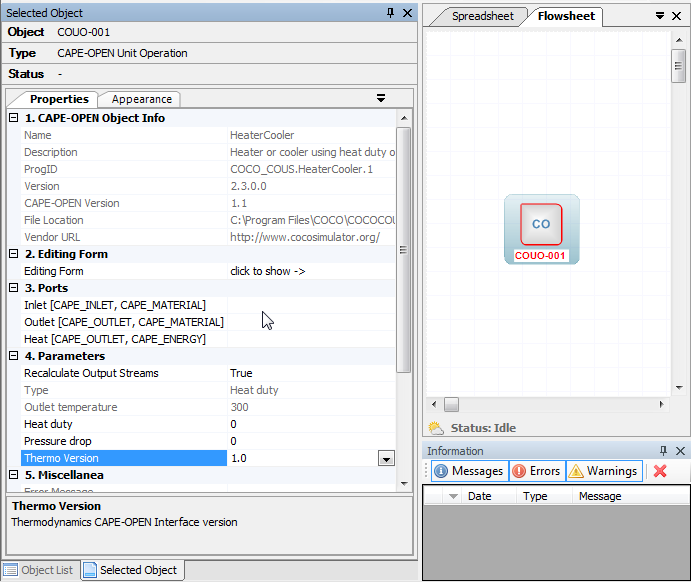 Selected Object
Object COUO-001
Type CAPE-OPEN Unit Operation
Status -
Properties Appearance
1. CAPE-OPEN Object Info
Name HeaterCooler
Description Heater or cooler using heat duty o
ProgID COCO_COUS.HeaterCooler.1
Version 2.3.0.0
CAPE-OPEN Version 1.1
File Location C:\Program Files\COCO\COCOCOU
Vendor URL http://www.cocosimulator.org/
2. Editing Form
Editing Form click to show ->
3. Ports
Inlet [CAPE_INLET, CAPE_MATERIAL]
Outlet [CAPE_OUTLET, CAPE_MATERIAL]
Heat [CAPE_OUTLET, CAPE_ENERGY]
4. Parameters
Recalculate Output Streams True
Type Heat duty
Outlet temperature 300
Heat duty 0
Pressure drop 0
Thermo Version 1.0
5. Miscellanea
Error Message
Thermo Version
Thermodynamics CAPE-OPEN Interface version
Object List Selected Object
Spreadsheet Flowsheet
CO
COUO-001
Status: Idle
Information
Messages Errors Warnings
Date Type Message